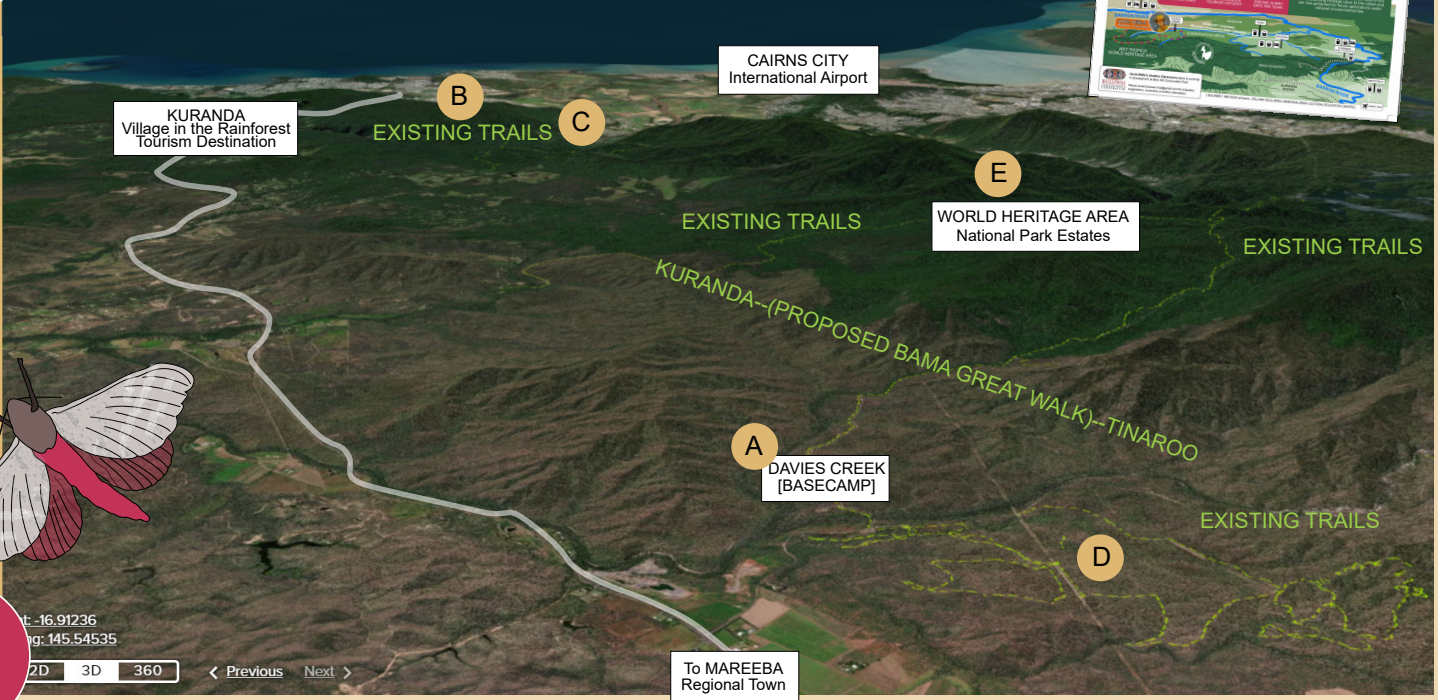 CAIRNS CITY
International Airport
B
KURANDA
Village in the Rainforest
Tourism Destination
EXISTING TRAILS
C
E
WORLD HERITAGE AREA
National Park Estates
EXISTING TRAILS
EXISTING TRAILS
KURANDA--(PROPOSED BAMA GREAT WALK)--TINAROO
A
DAVIES CREEK
[BASECAMP]
EXISTING TRAILS
D
-16.91236
145.54535
2D 3D 360 Previous Next
To MAREEBA
Regional Town